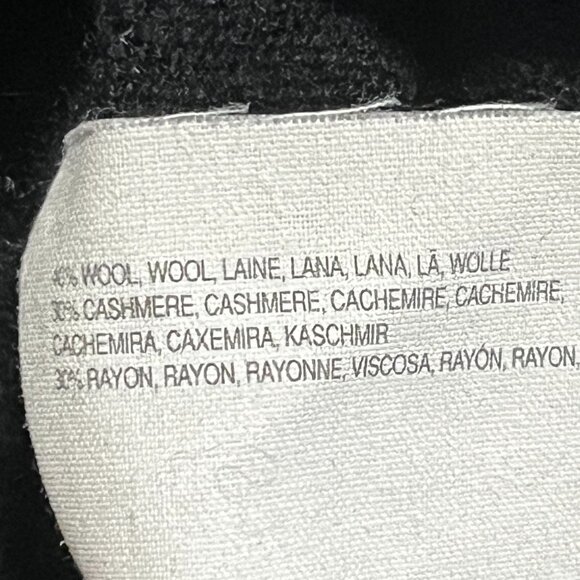 40% WOOL, WOOL, LAINE, LANA, LANA, LÃ, WOLLE
30% CASHMERE, CASHMERE, CACHEMIRE, CACHEMIRE,
CACHEMIRA, CAXEMIRA, KASCHMIR
30% RAYON, RAYON, RAYONNE, VISCOSA, RAYÓN, RAYON,